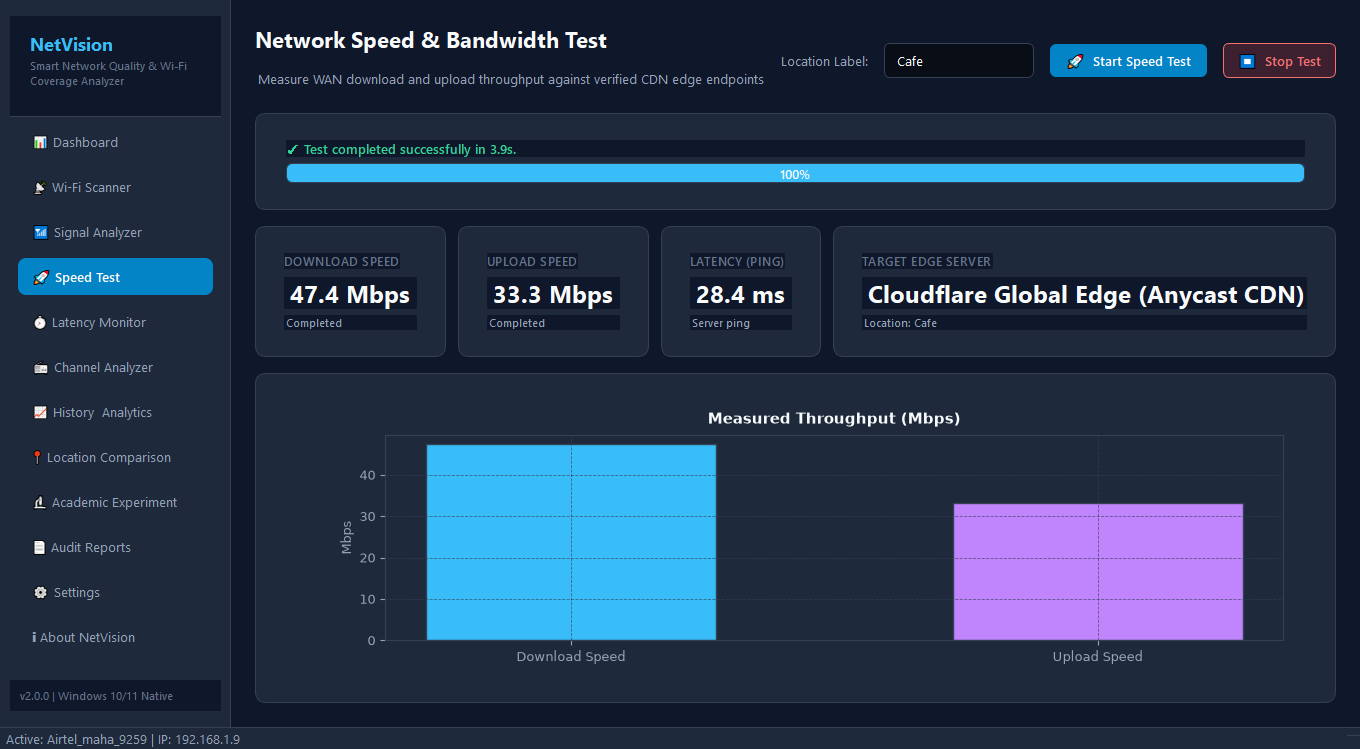 NetVision
Smart Network Quality & Wi-Fi
Coverage Analyzer
Dashboard
Wi-Fi Scanner
Signal Analyzer
Speed Test
Latency Monitor
Channel Analyzer
History  Analytics
Location Comparison
Academic Experiment
Audit Reports
Settings
About NetVision
v2.0.0 | Windows 10/11 Native
Network Speed & Bandwidth Test
Measure WAN download and upload throughput against verified CDN edge endpoints
Location Label:
Cafe
Start Speed Test
Stop Test
✔ Test completed successfully in 3.9s.
100%
DOWNLOAD SPEED
47.4 Mbps
Completed
UPLOAD SPEED
33.3 Mbps
Completed
LATENCY (PING)
28.4 ms
Server ping
TARGET EDGE SERVER
Cloudflare Global Edge (Anycast CDN)
Location: Cafe
Measured Throughput (Mbps)
Mbps
40
30
20
10
0
Download Speed
Upload Speed
Active: Airtel_maha_9259 | IP: 192.168.1.9